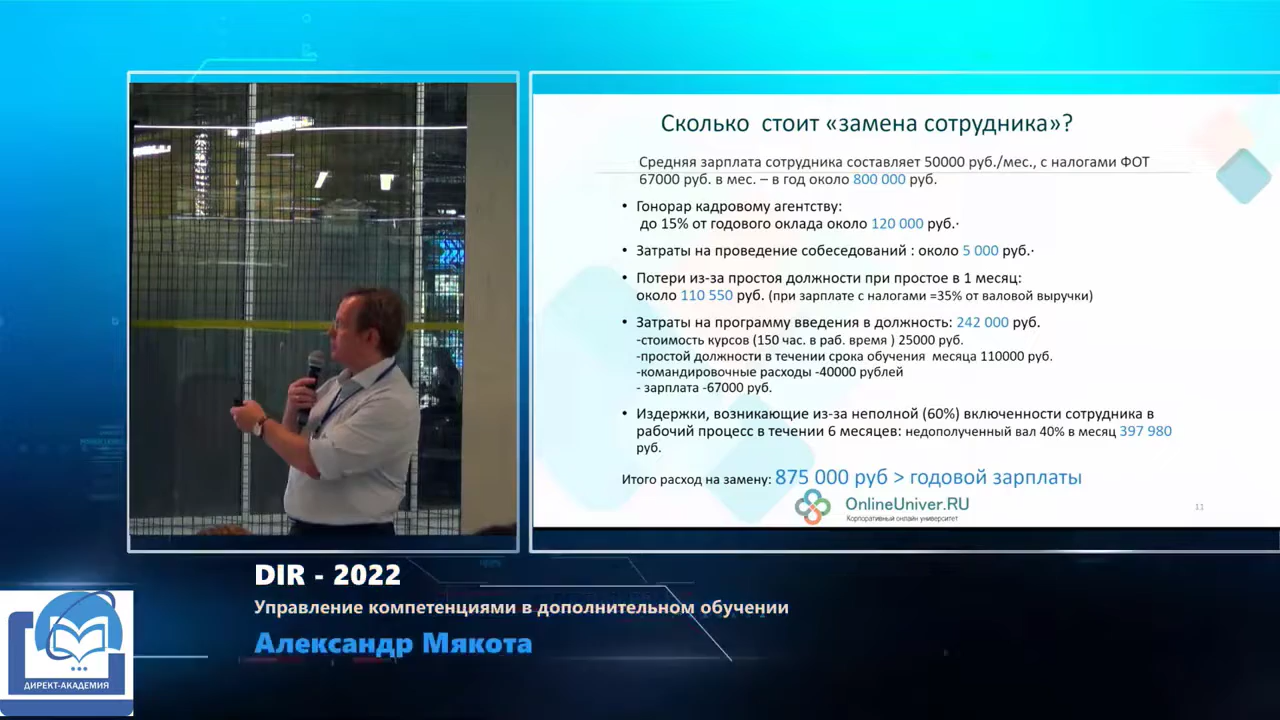 Сколько стоит «замена сотрудника»?
Средняя зарплата сотрудника составляет 50000 руб./мес., с налогами ФОТ
67000 руб. в мес. – в год около 800 000 руб.
• Гонорар кадровому агентству:
до 15% от годового оклада около 120 000 руб.·
• Затраты на проведение собеседований : около 5 000 руб.·
• Потери из-за простоя должности при простое в 1 месяц:
около 110 550 руб. (при зарплате с налогами =35% от валовой выручки)
• Затраты на программу введения в должность: 242 000 руб.
-стоимость курсов (150 час. в раб. время ) 25000 руб.
-простой должности в течении срока обучения месяца 110000 руб.
-командировочные расходы -40000 рублей
- зарплата -67000 руб.
• Издержки, возникающие из-за неполной (60%) включенности сотрудника в
рабочий процесс в течении 6 месяцев: недополученный вал 40% в месяц 397 980
руб.
Итого расход на замену: 875 000 руб > годовой зарплаты
OnlineUniver.RU
Корпоративный онлайн университет
11
DIR - 2022
Управление компетенциями в дополнительном обучении
Александр Мякота
ДИРЕКТ-АКАДЕМИЯ